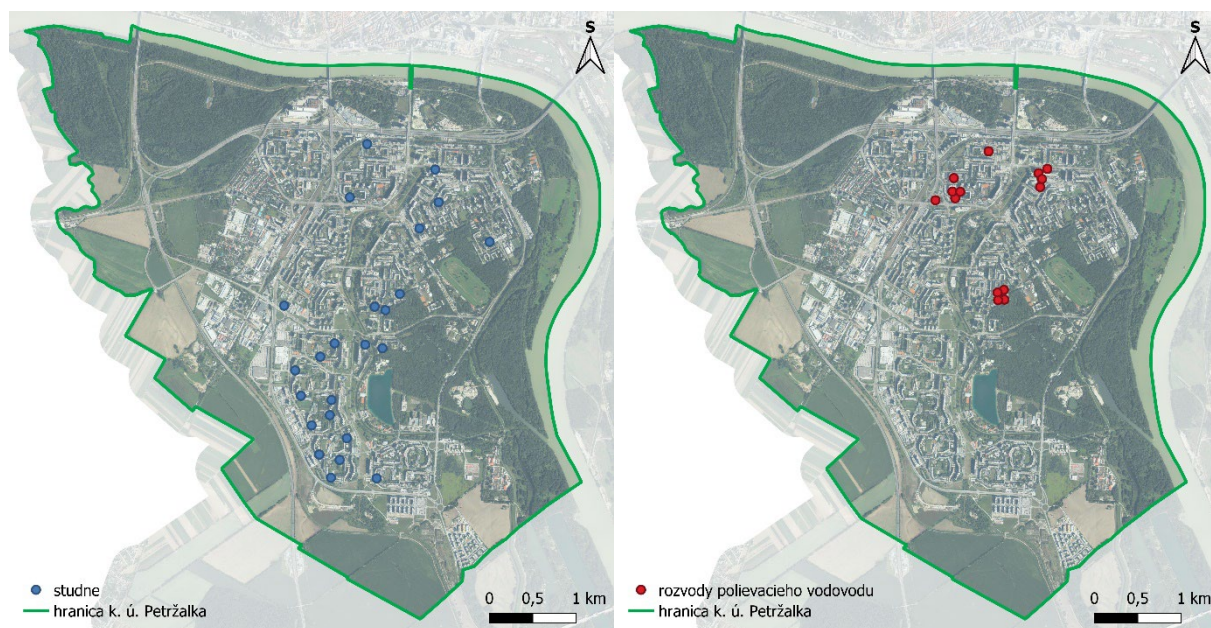 S
studne
hranica k. ú. Petržalka
0 0,5 1 km
S
rozvody polievacieho vodovodu
hranica k. ú. Petržalka
0 0,5 1 km